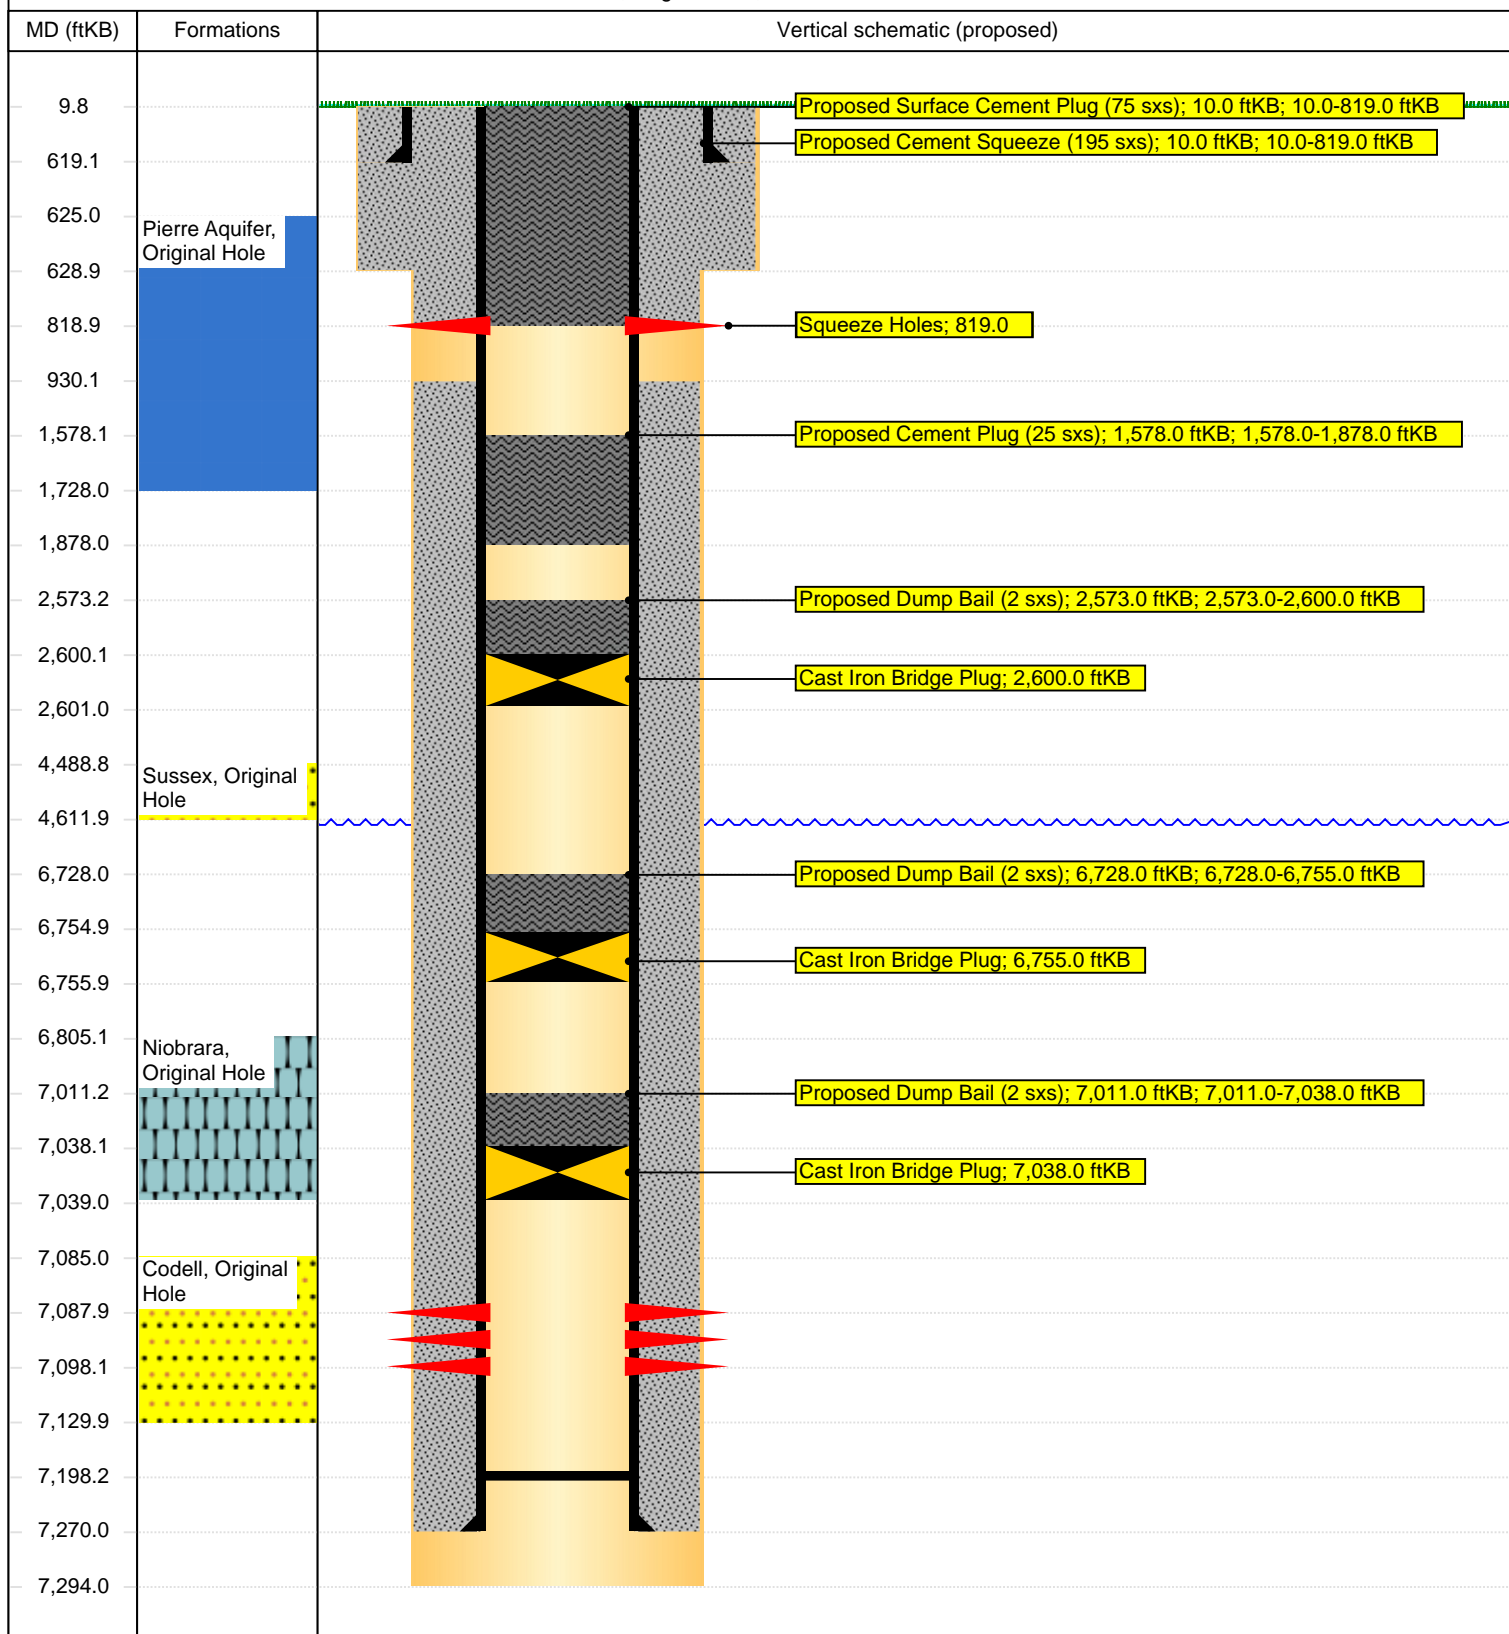 MD (ftKB) Formations Vertical schematic (proposed)
9.8
Proposed Surface Cement Plug (75 sxs); 10.0 ftKB; 10.0-819.0 ftKB
Proposed Cement Squeeze (195 sxs); 10.0 ftKB; 10.0-819.0 ftKB
619.1
625.0
Pierre Aquifer,
Original Hole
628.9
818.9
Squeeze Holes; 819.0
930.1
1,578.1
Proposed Cement Plug (25 sxs); 1,578.0 ftKB; 1,578.0-1,878.0 ftKB
1,728.0
1,878.0
2,573.2
Proposed Dump Bail (2 sxs); 2,573.0 ftKB; 2,573.0-2,600.0 ftKB
2,600.1
Cast Iron Bridge Plug; 2,600.0 ftKB
2,601.0
4,488.8
Sussex, Original
Hole
4,611.9
6,728.0
Proposed Dump Bail (2 sxs); 6,728.0 ftKB; 6,728.0-6,755.0 ftKB
6,754.9
Cast Iron Bridge Plug; 6,755.0 ftKB
6,755.9
6,805.1
Niobrara,
Original Hole
7,011.2
Proposed Dump Bail (2 sxs); 7,011.0 ftKB; 7,011.0-7,038.0 ftKB
7,038.1
Cast Iron Bridge Plug; 7,038.0 ftKB
7,039.0
7,085.0
Codell, Original
Hole
7,087.9
7,098.1
7,129.9
7,198.2
7,270.0
7,294.0